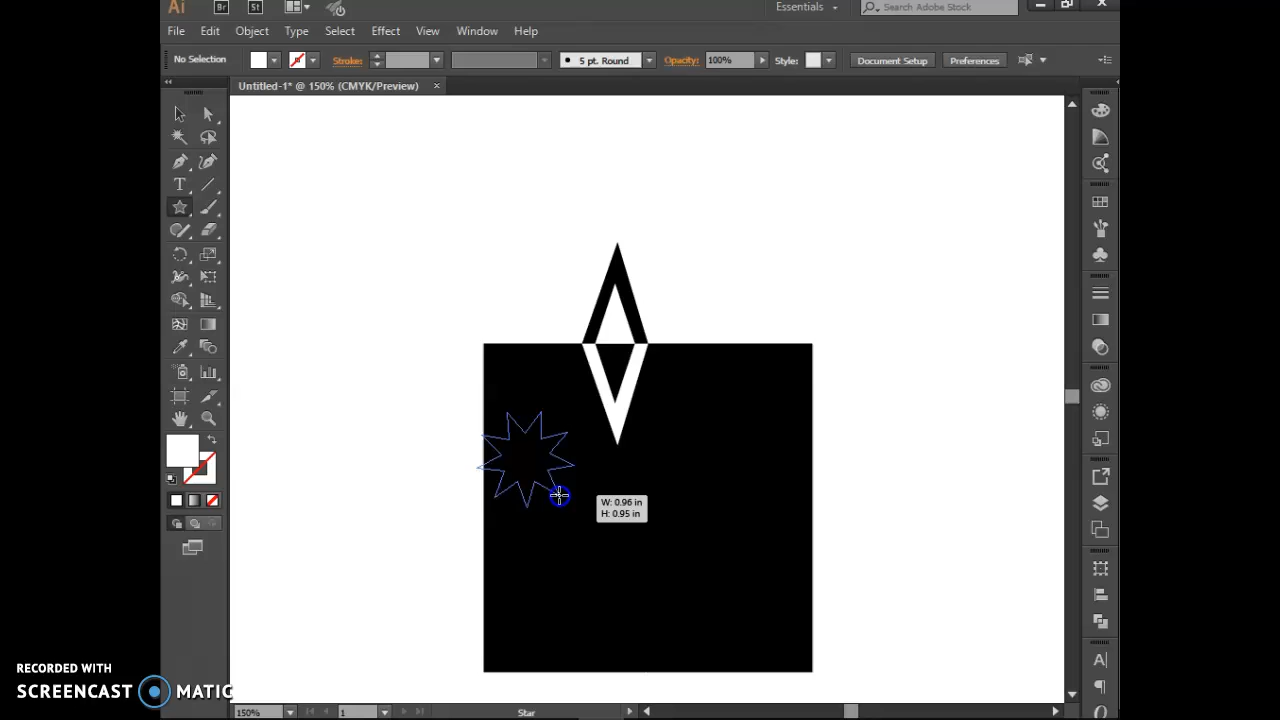 Ai
Br
St
Essentials
Search Adobe Stock
File Edit Object Type Select Effect View Window Help
No Selection
Stroke:
5 pt. Round
Opacity: 100%
Style:
Document Setup
Preferences
Untitled-1* @ 150% (CMYK/Preview)
T
W: 0.96 in
H: 0.95 in
A
RECORDED WITH
SCREENCAST MATIC
150%
1
Star